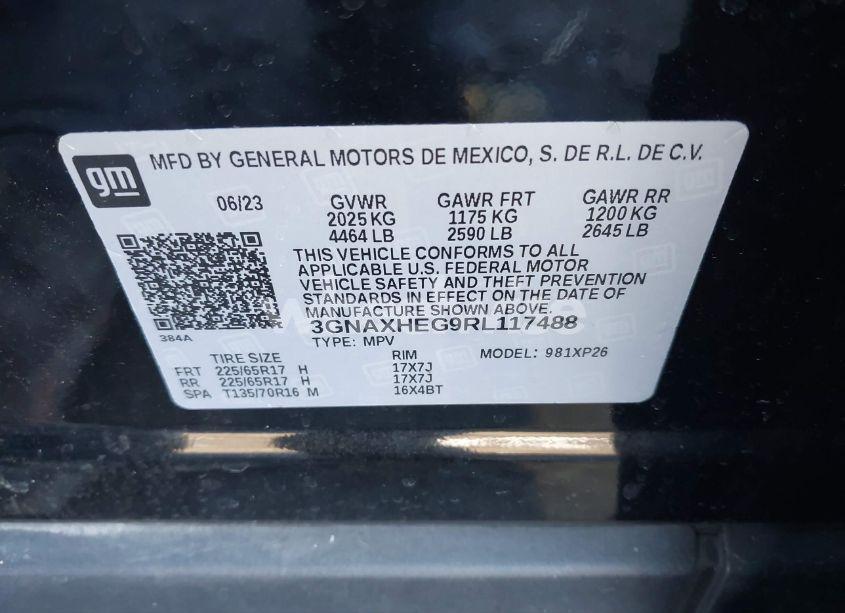 gm
MFD BY GENERAL MOTORS DE MEXICO, S. DE R.L. DE C.V.
06/23 GVWR GAWR FRT GAWR RR
2025 KG 1175 KG 1200 KG
4464 LB 2590 LB 2645 LB
THIS VEHICLE CONFORMS TO ALL
APPLICABLE U.S. FEDERAL MOTOR
VEHICLE SAFETY AND THEFT PREVENTION
STANDARDS IN EFFECT ON THE DATE OF
MANUFACTURE SHOWN ABOVE.
3GNAXHEG9RL117488
384A
TYPE: MPV MODEL: 981XP26
TIRE SIZE RIM
FRT 225/65R17 H 17X7J
RR 225/65R17 H 17X7J
SPA T135/70R16 M 16X4BT